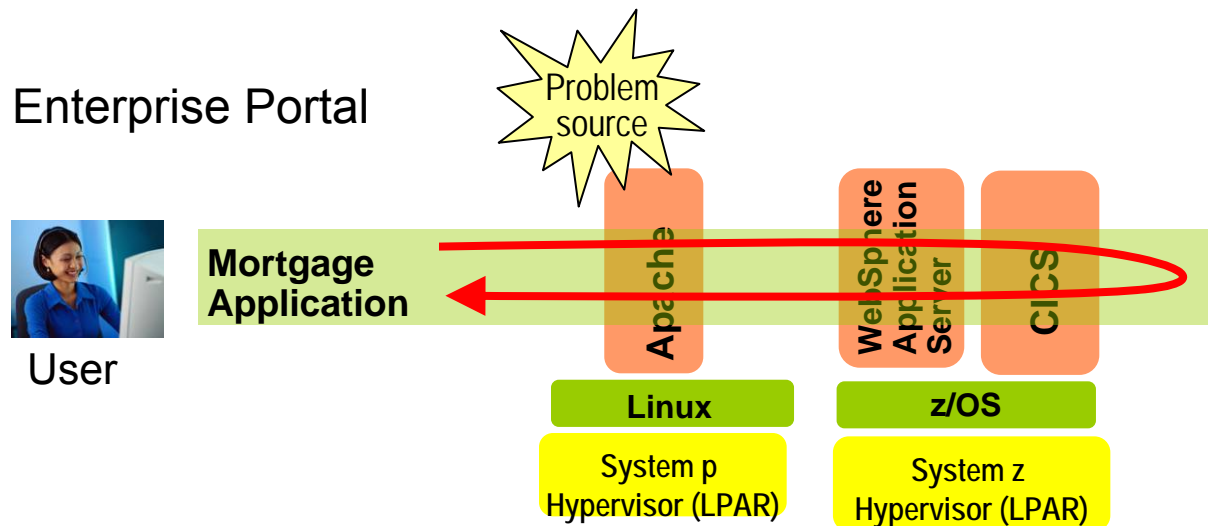 Enterprise Portal
Problem
source
User
Mortgage
Application
Apache
WebSphere
Application
Server
CICS
Linux
z/OS
System p
Hypervisor (LPAR)
System z
Hypervisor (LPAR)